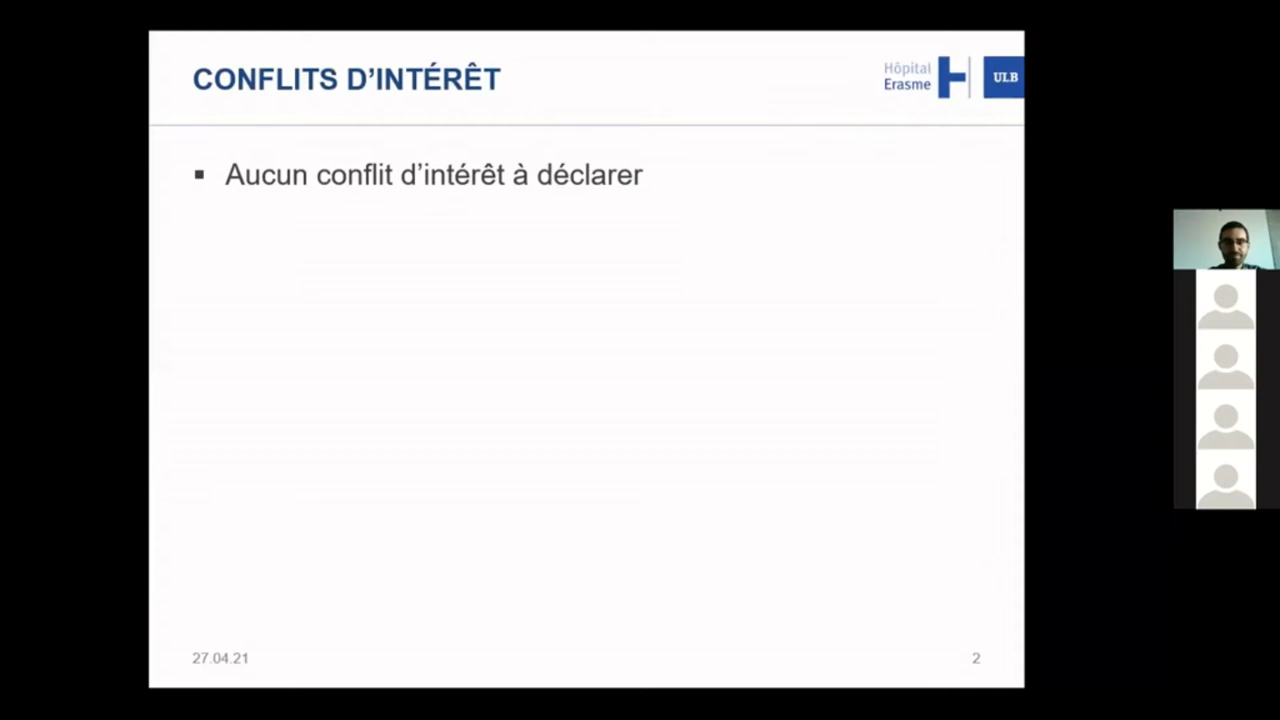 CONFLITS D’INTÉRÊT
Hôpital
Erasme
ULB
▪ Aucun conflit d’intérêt à déclarer
27.04.21
2